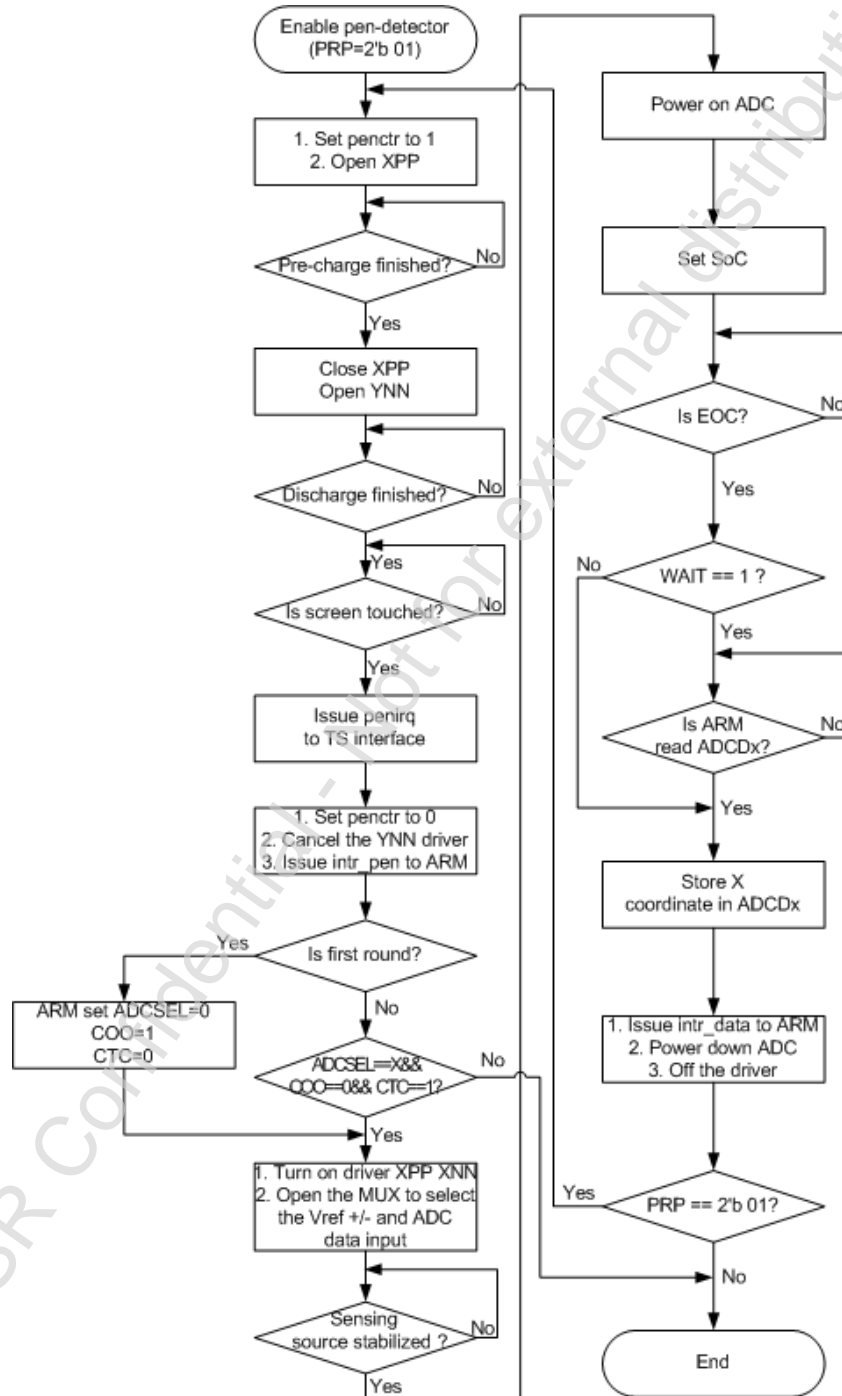 Enable pen-detector
(PRP=2'b 01)
1. Set penctr to 1
2. Open XPP
Pre-charge finished?
No
Yes
Close XPP
Open YNN
Discharge finished?
No
Yes
Is screen touched?
No
Yes
Issue penirq
to TS interface
1. Set penctr to 0
2. Cancel the YNN driver
3. Issue intr_pen to ARM
Is first round?
Yes
No
ARM set ADCSEL=0
COO=1
CTC=0
ADCSEL==X&&
COO==0&& CTC==1?
No
Yes
1. Turn on driver XPP XNN
2. Open the MUX to select
the Vref +/- and ADC
data input
Sensing
source stabilized ?
No
Yes
Power on ADC
Set SoC
Is EOC?
No
Yes
WAIT == 1 ?
No
Yes
Is ARM
read ADCDx?
No
Yes
Store X
coordinate in ADCDx
1. Issue intr_data to ARM
2. Power down ADC
3. Off the driver
PRP == 2'b 01?
Yes
No
End
SR Confidential - Not for external distributi